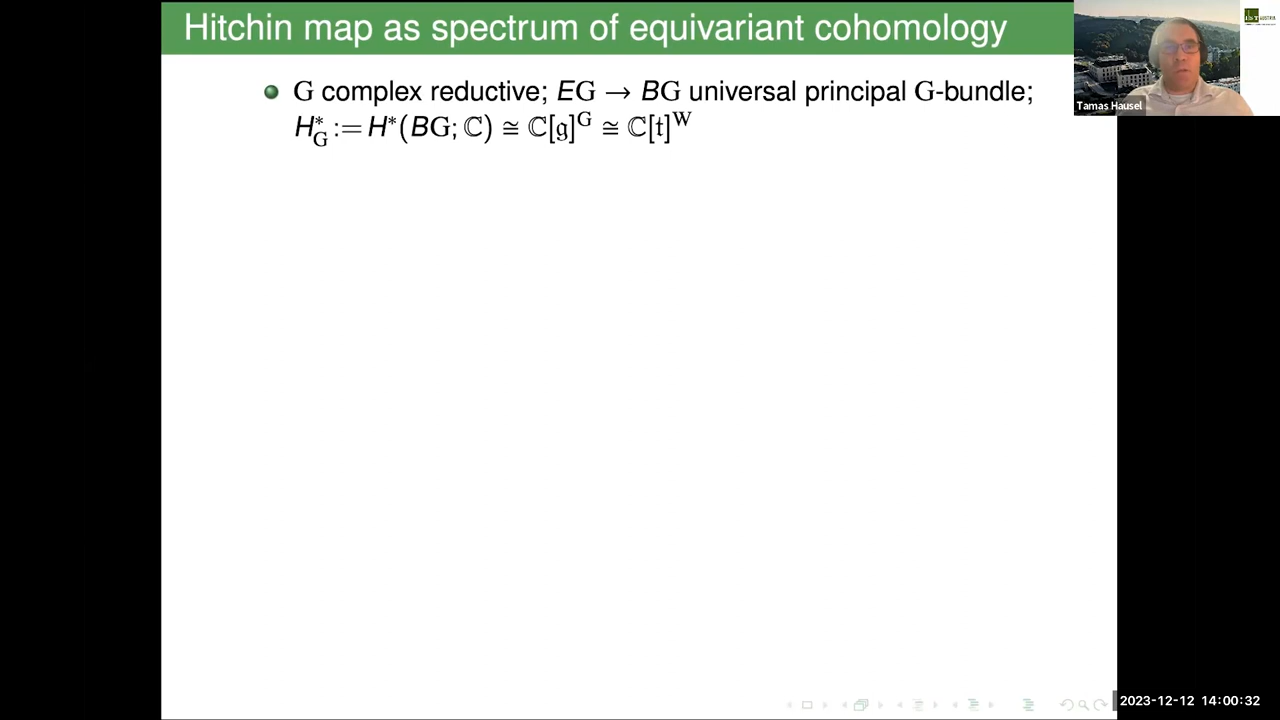 Hitchin map as spectrum of equivariant cohomology
G complex reductive; EG → BG universal principal G-bundle;
H*_G := H*(BG; ℂ) ≅ ℂ[𝔤]^G ≅ ℂ[𝔱]^W
Tamas Hausel
2023-12-12 14:00:32